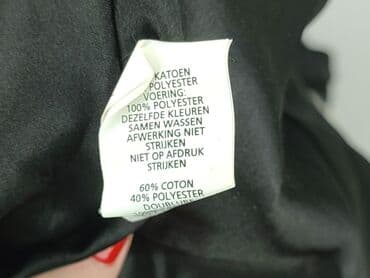 KATOEN
POLYESTER
VOERING:
100% POLYESTER
DEZELFDE KLEUREN
SAMEN WASSEN
AFWERKING NIET
STRIJKEN
NIET OP AFDRUK
STRIJKEN
60% COTON
40% POLYESTER
DOUBLURE